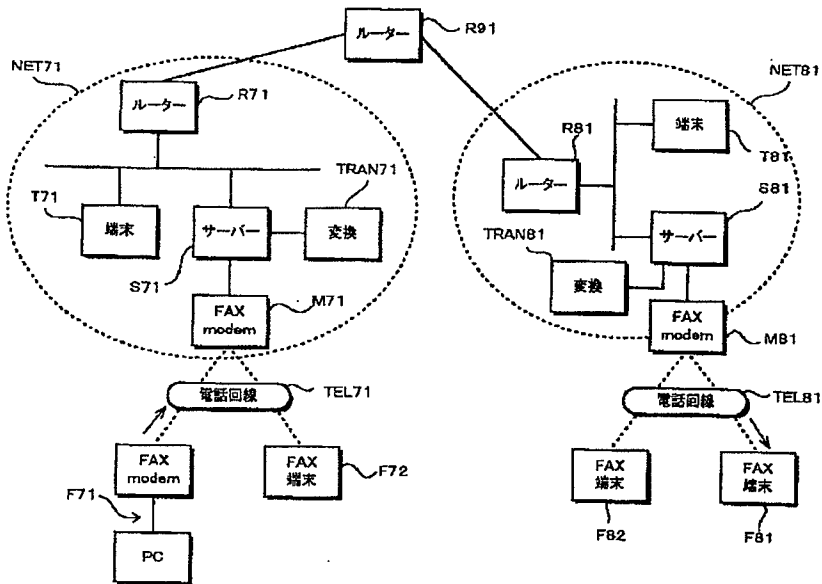 ルーター
R91
NET71
ルーター
R71
NET81
R81
端末
T81
ルーター
S81
TRAN71
T71
端末
サーバー
変換
S71
サーバー
TRAN81
変換
FAX
modem
M71
FAX
modem
M81
電話回線
TEL71
電話回線
TEL81
FAX
modem
FAX
端末
F72
F71
PC
FAX
端末
F82
FAX
端末
F81